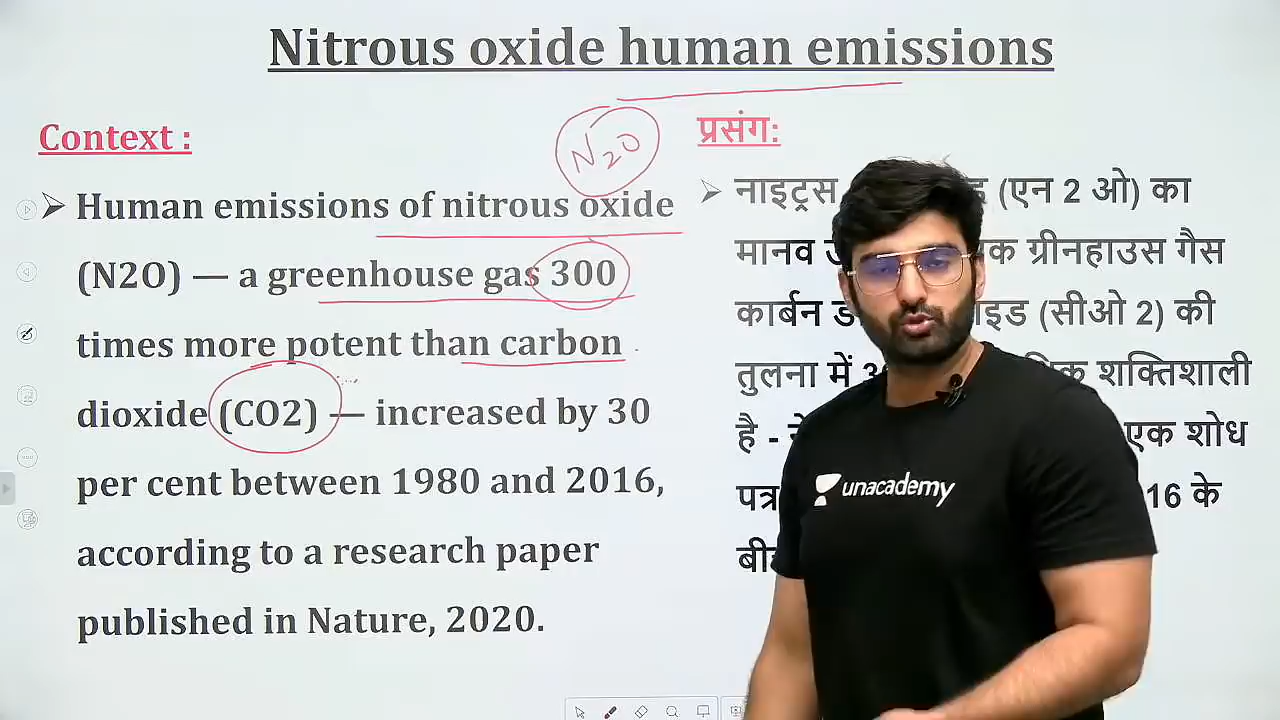 Nitrous oxide human emissions
Context :
Human emissions of nitrous oxide
(N2O) — a greenhouse gas 300
times more potent than carbon
dioxide (CO2) — increased by 30
per cent between 1980 and 2016,
according to a research paper
published in Nature, 2020.
N2O
प्रसंग:
नाइट्रस (एन 2 ओ) का
मानव ग्रीनहाउस गैस
कार्बन (सीओ 2) की
तुलना में शक्तिशाली
है - एक शोध
16 के
unacademy